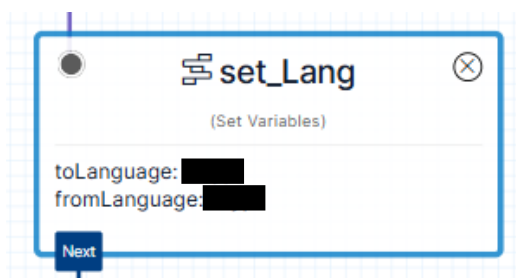 set_Lang
(Set Variables)
toLanguage:
fromLanguage:
Next